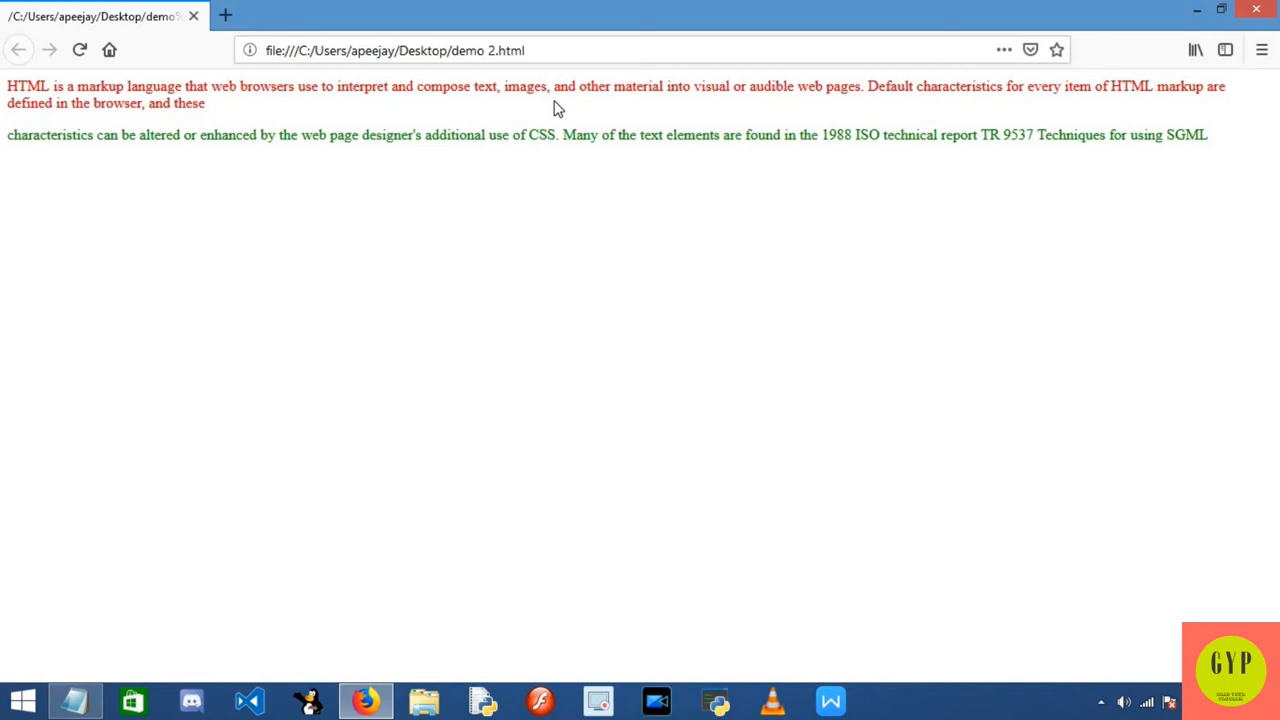 /C:/Users/apeejay/Desktop/demo%
file:///C:/Users/apeejay/Desktop/demo 2.html
HTML is a markup language that web browsers use to interpret and compose text, images, and other material into visual or audible web pages. Default characteristics for every item of HTML markup are
defined in the browser, and these
characteristics can be altered or enhanced by the web page designer's additional use of CSS. Many of the text elements are found in the 1988 ISO technical report TR 9537 Techniques for using SGML
GYP